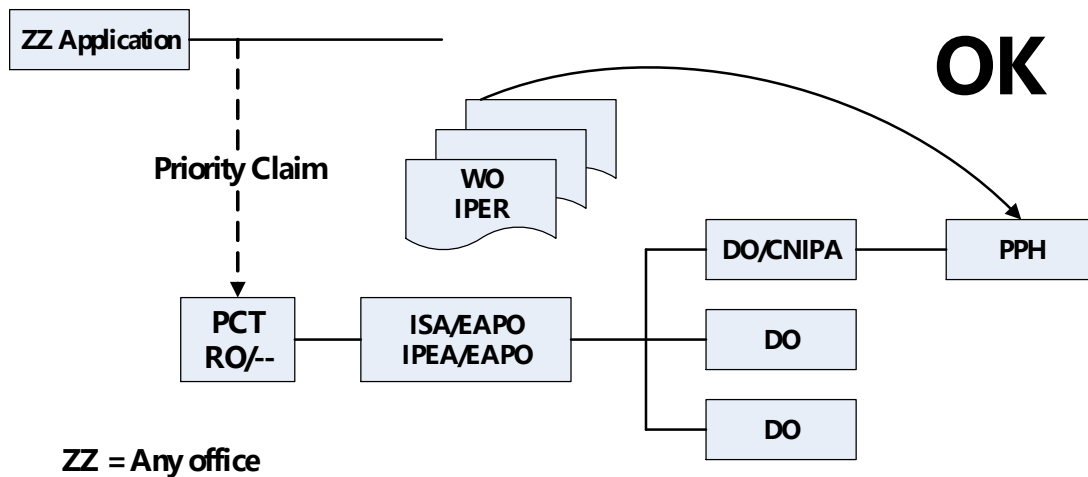 ZZ Application
OK
Priority Claim
WO
IPER
DO/CNIPA
PPH
PCT
RO/--
ISA/EAPO
IPEA/EAPO
DO
DO
ZZ = Any office